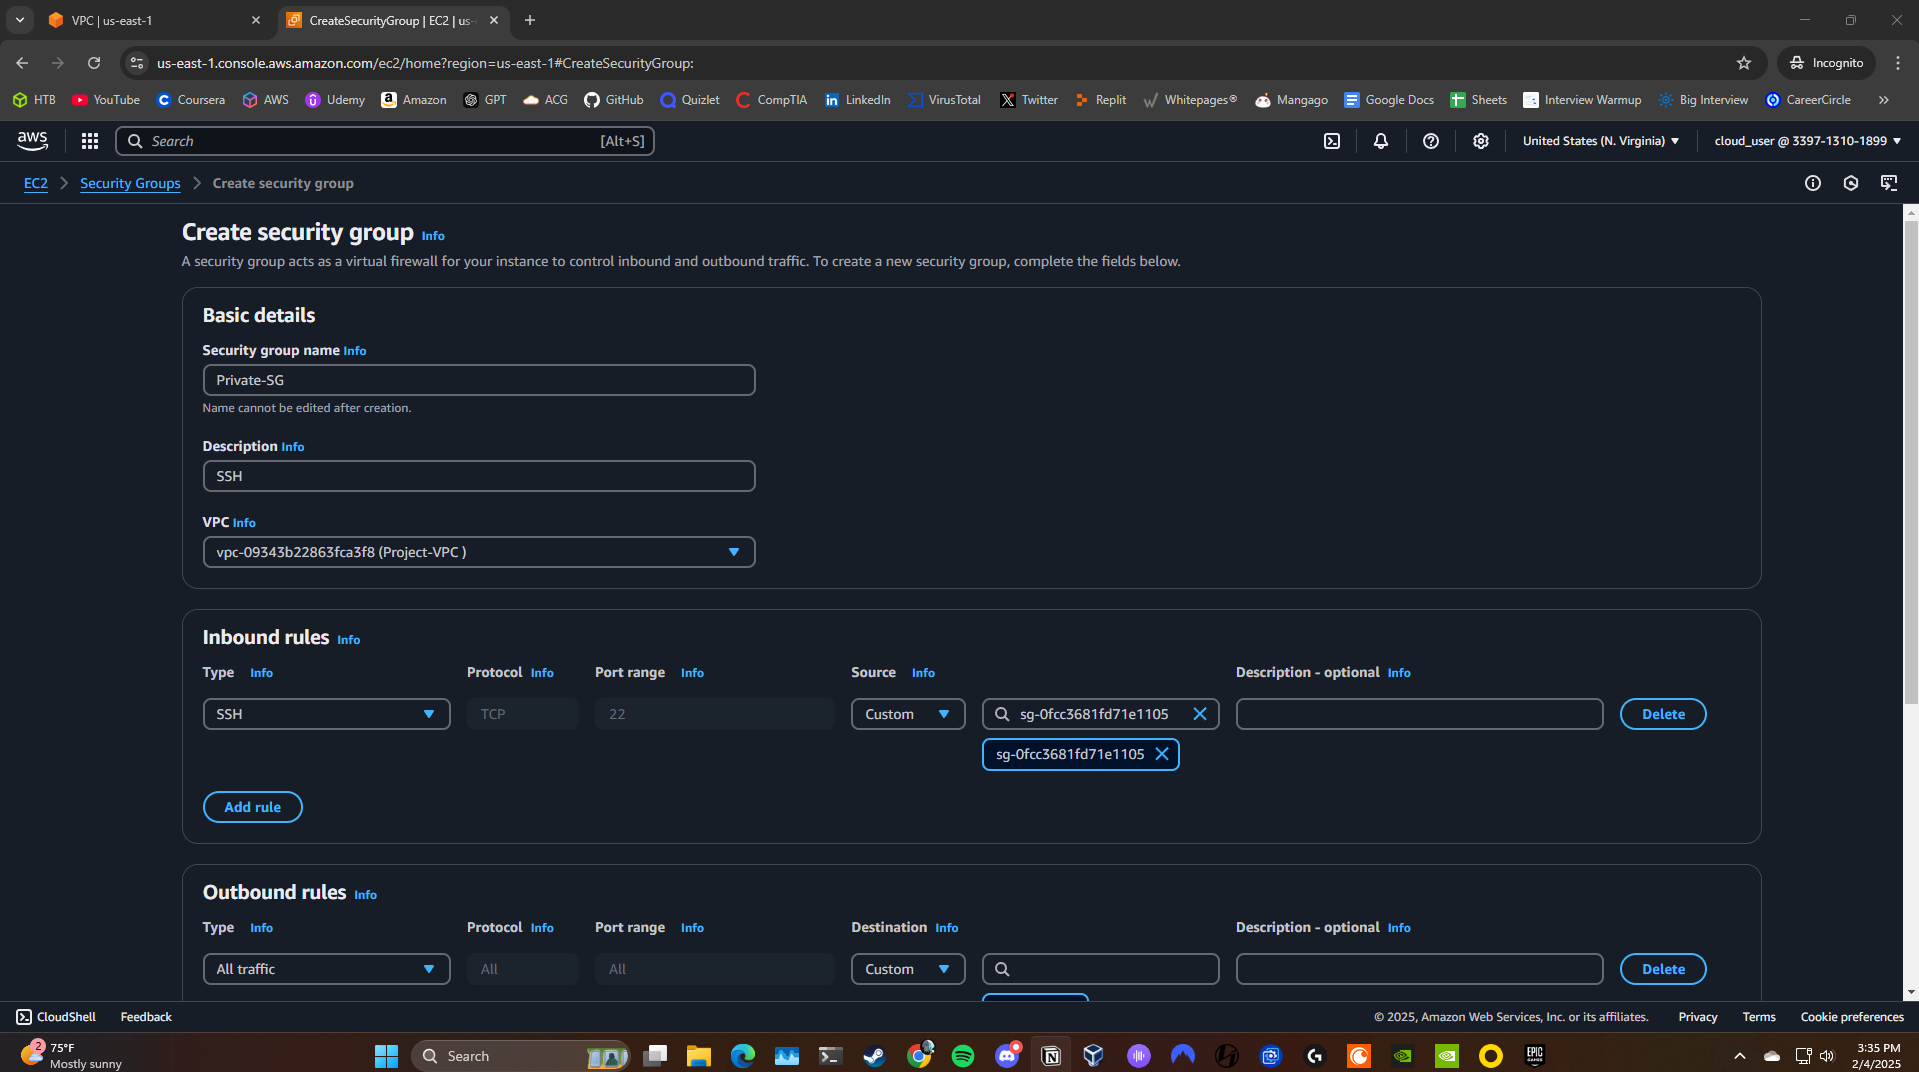 VPC | us-east-1
CreateSecurityGroup | EC2 | us-
us-east-1.console.aws.amazon.com/ec2/home?region=us-east-1#CreateSecurityGroup:
Incognito
HTB YouTube Coursera AWS Udemy Amazon GPT ACG GitHub Quizlet CompTIA LinkedIn VirusTotal Twitter Replit Whitepages® Mangago Google Docs Sheets Interview Warmup Big Interview CareerCircle
aws Search [Alt+S] United States (N. Virginia) cloud_user @ 3397-1310-1899
EC2 > Security Groups > Create security group
Create security group Info
A security group acts as a virtual firewall for your instance to control inbound and outbound traffic. To create a new security group, complete the fields below.
Basic details
Security group name Info
Private-SG
Name cannot be edited after creation.
Description Info
SSH
VPC Info
vpc-09343b22863fca3f8 (Project-VPC )
Inbound rules Info
Type Info Protocol Info Port range Info Source Info Description - optional Info
SSH TCP 22 Custom sg-0fcc3681fd71e1105 Delete
sg-0fcc3681fd71e1105
Add rule
Outbound rules Info
Type Info Protocol Info Port range Info Destination Info Description - optional Info
All traffic All All Custom Delete
CloudShell Feedback © 2025, Amazon Web Services, Inc. or its affiliates. Privacy Terms Cookie preferences
2 75°F
Mostly sunny
Search
EPIC GAMES
3:35 PM
2/4/2025